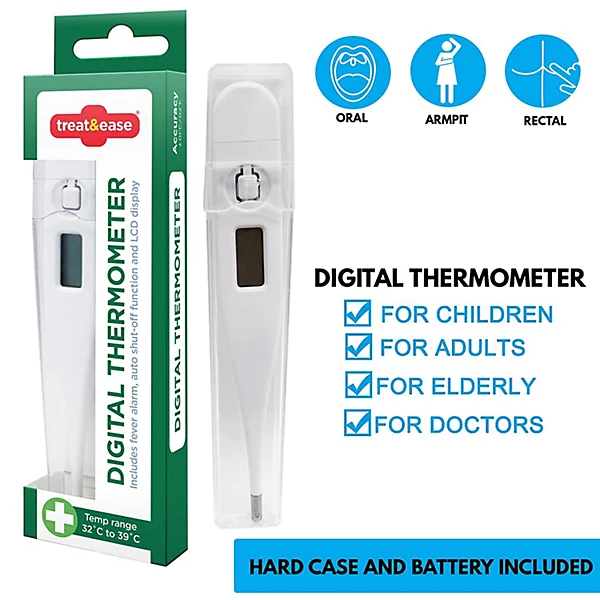 treat&ease®
Accuracy
DIGITAL THERMOMETER
Includes fever alarm, auto shut-off function and LCD display
DIGITAL THERMOMETER
Temp range
32°C to 39°C
ORAL
ARMPIT
RECTAL
DIGITAL THERMOMETER
FOR CHILDREN
FOR ADULTS
FOR ELDERLY
FOR DOCTORS
HARD CASE AND BATTERY INCLUDED